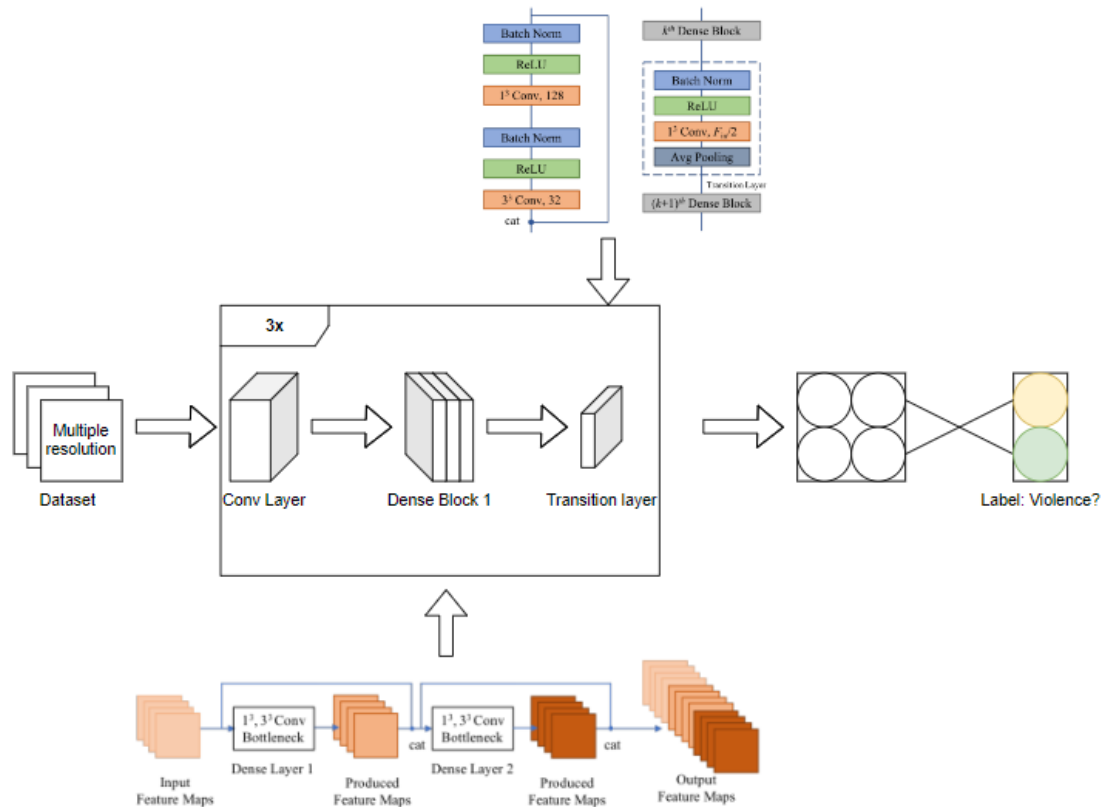 Batch Norm
ReLU
1³ Conv, 128
Batch Norm
ReLU
3³ Conv, 32
cat
kᵗʰ Dense Block
Batch Norm
ReLU
1³ Conv, Fᵢₙ/2
Avg Pooling
Transition Layer
(k+1)ᵗʰ Dense Block
3x
Multiple
resolution
Dataset
Conv Layer
Dense Block 1
Transition layer
Label: Violence?
1³, 3³ Conv
Bottleneck
cat
1³, 3³ Conv
Bottleneck
cat
Dense Layer 1
Dense Layer 2
Input
Feature Maps
Produced
Feature Maps
Produced
Feature Maps
Output
Feature Maps